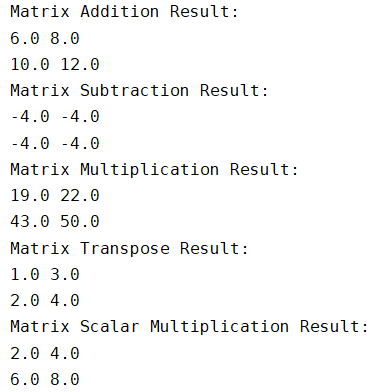 Matrix Addition Result:
6.0 8.0
10.0 12.0
Matrix Subtraction Result:
-4.0 -4.0
-4.0 -4.0
Matrix Multiplication Result:
19.0 22.0
43.0 50.0
Matrix Transpose Result:
1.0 3.0
2.0 4.0
Matrix Scalar Multiplication Result:
2.0 4.0
6.0 8.0